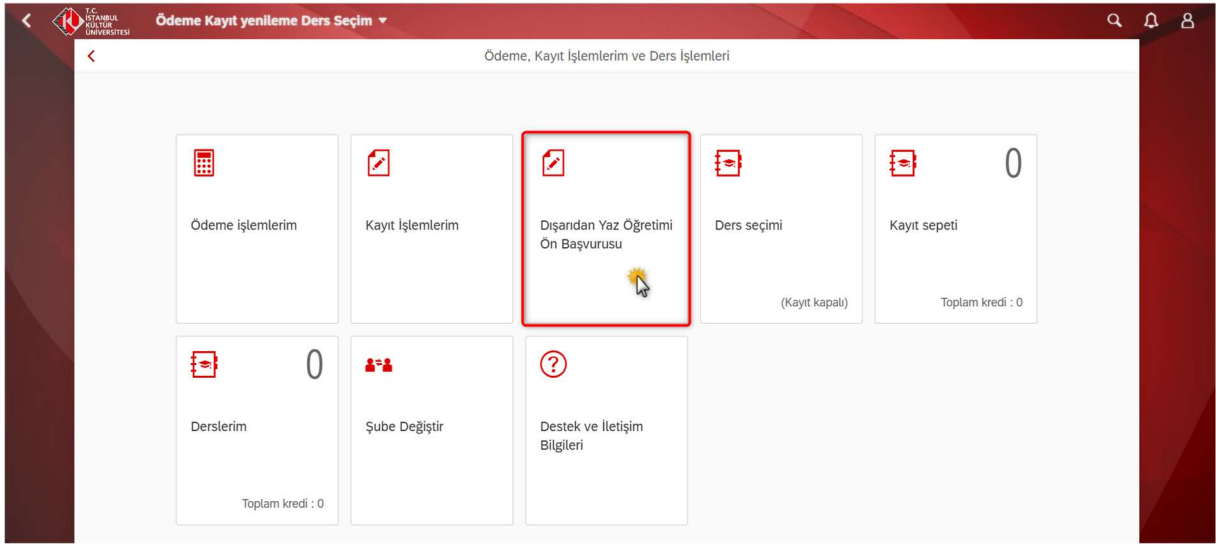 T.C.
İSTANBUL
KÜLTÜR
ÜNİVERSİTESİ
Ödeme Kayıt yenileme Ders Seçim
Ödeme, Kayıt İşlemlerim ve Ders İşlemleri
Ödeme işlemlerim
Kayıt İşlemlerim
Dışarıdan Yaz Öğretimi
Ön Başvurusu
Ders seçimi
(Kayıt kapalı)
0
Kayıt sepeti
Toplam kredi : 0
0
Derslerim
Toplam kredi : 0
Şube Değiştir
Destek ve İletişim
Bilgileri